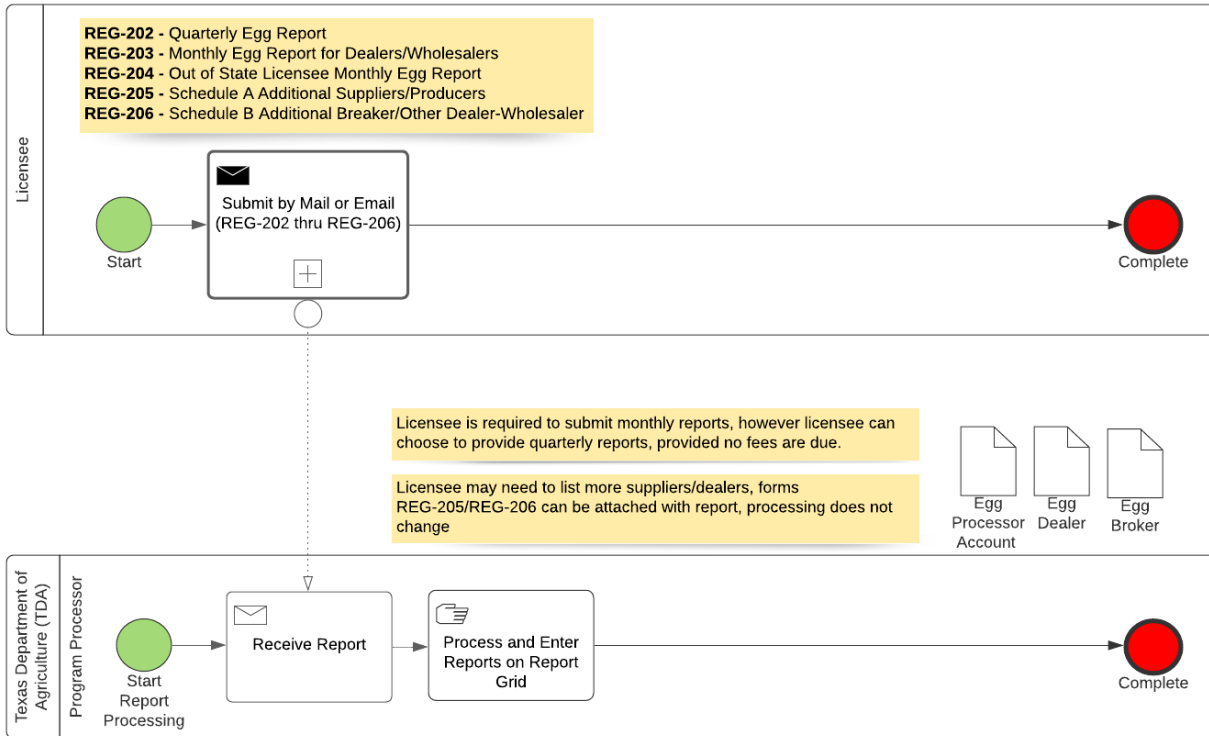 REG-202 - Quarterly Egg Report
REG-203 - Monthly Egg Report for Dealers/Wholesalers
REG-204 - Out of State Licensee Monthly Egg Report
REG-205 - Schedule A Additional Suppliers/Producers
REG-206 - Schedule B Additional Breaker/Other Dealer-Wholesaler
Licensee
Submit by Mail or Email
(REG-202 thru REG-206)
Start
Complete
Licensee is required to submit monthly reports, however licensee can
choose to provide quarterly reports, provided no fees are due.
Licensee may need to list more suppliers/dealers, forms
REG-205/REG-206 can be attached with report, processing does not
change
Egg
Processor
Account
Egg
Dealer
Egg
Broker
Texas Department of
Agriculture (TDA)
Program Processor
Start
Report
Processing
Receive Report
Process and Enter
Reports on Report
Grid
Complete